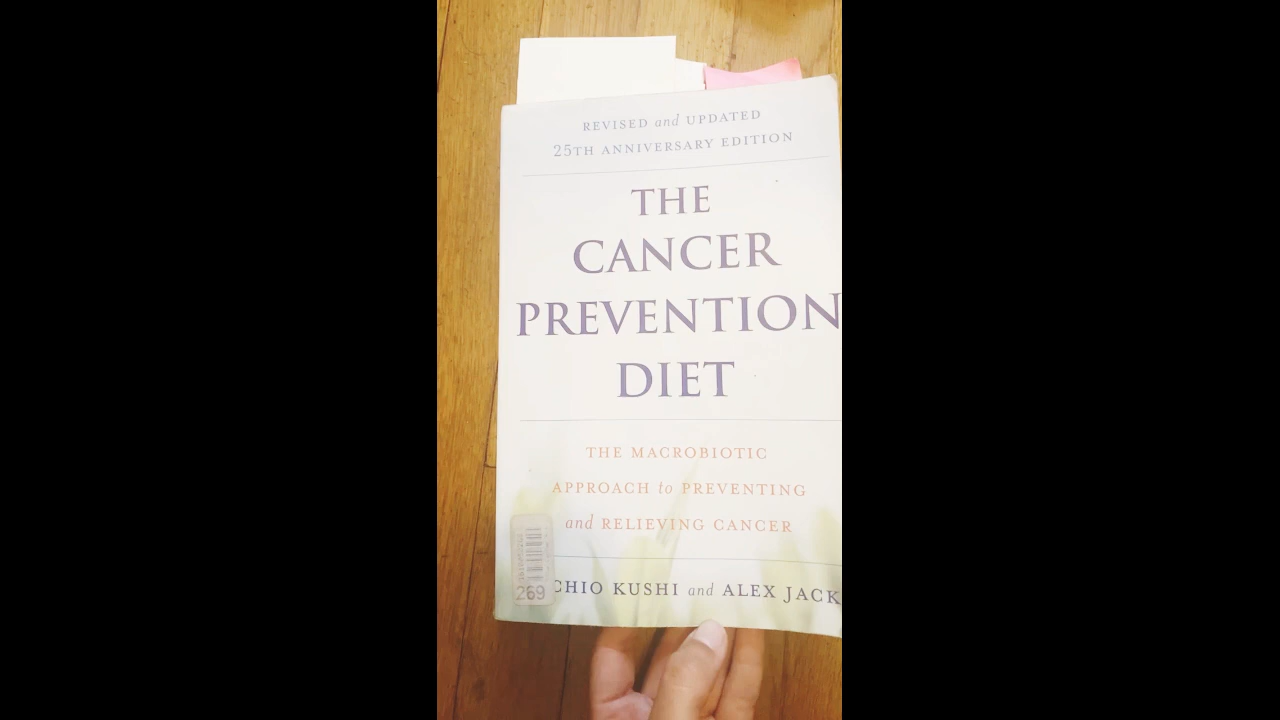 REVISED and UPDATED
25TH ANNIVERSARY EDITION
THE
CANCER
PREVENTION
DIET
THE MACROBIOTIC
APPROACH to PREVENTING
and RELIEVING CANCER
CHIO KUSHI and ALEX JACK
269